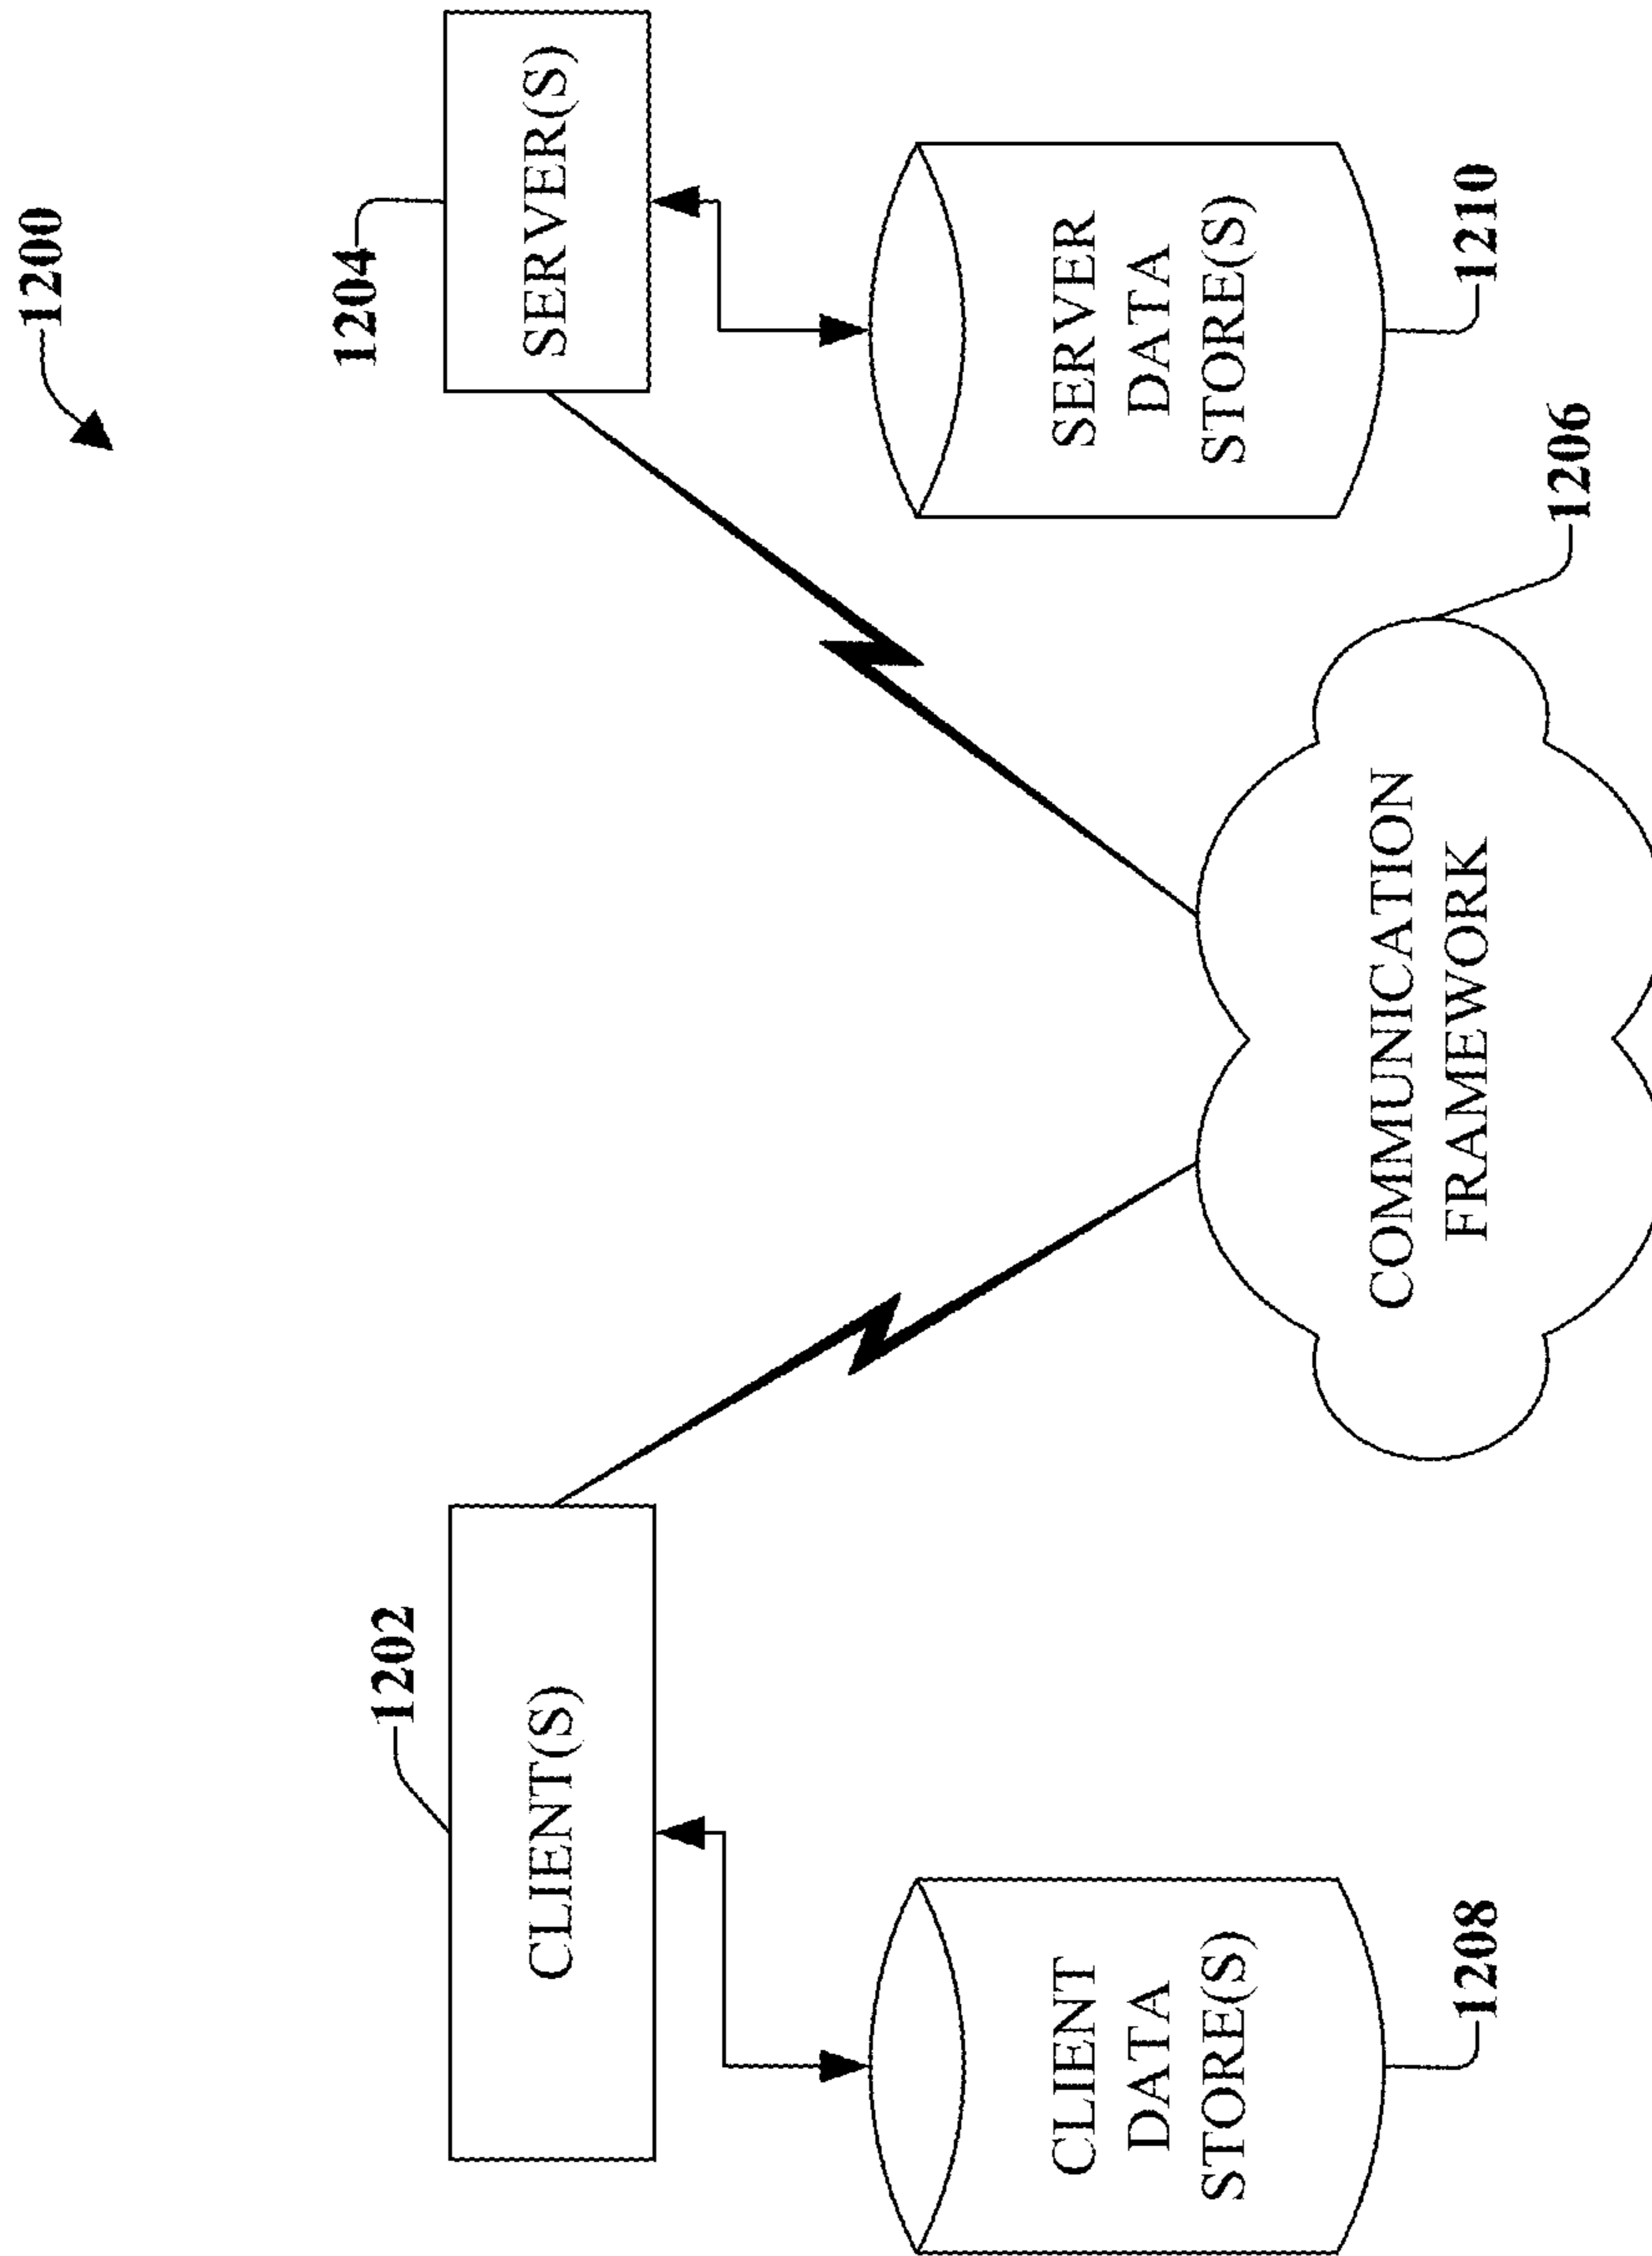 1200
1202
1204
CLIENT(S)
SERVER(S)
CLIENT
DATA
STORE(S)
SERVER
DATA
STORE(S)
COMMUNICATION
FRAMEWORK
1208
1210
1206